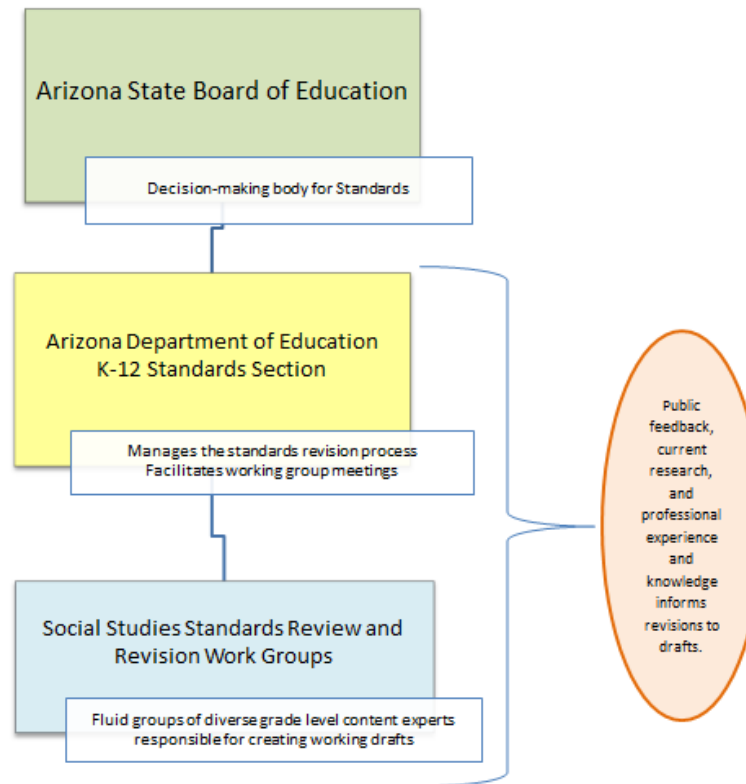 Arizona State Board of Education
Decision-making body for Standards
Arizona Department of Education
K-12 Standards Section
Manages the standards revision process
Facilitates working group meetings
Social Studies Standards Review and
Revision Work Groups
Fluid groups of diverse grade level content experts
responsible for creating working drafts
Public
feedback,
current
research,
and
professional
experience
and
knowledge
informs
revisions to
drafts.